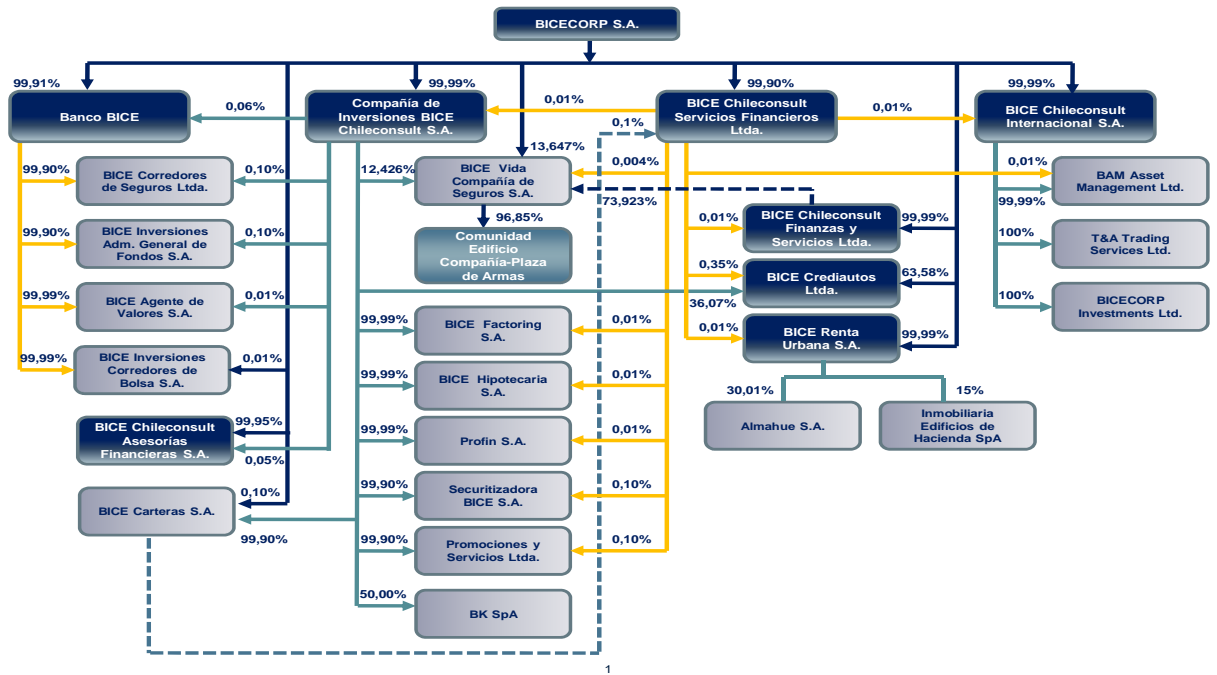 BICECORP S.A.
99,91%
99,99%
99,90%
99,99%
Banco BICE
0,06%
Compañía de
Inversiones BICE
Chileconsult S.A.
0,01%
BICE Chileconsult
Servicios Financieros
Ltda.
0,01%
BICE Chileconsult
Internacional S.A.
0,1%
13,647%
99,90%
BICE Corredores
de Seguros Ltda.
0,10%
12,426%
BICE Vida
Compañía de
Seguros S.A.
0,004%
73,923%
0,01%
99,99%
BAM Asset
Management Ltd.
96,85%
0,01%
BICE Chileconsult
Finanzas y
Servicios Ltda.
99,99%
99,90%
BICE Inversiones
Adm. General de
Fondos S.A.
0,10%
Comunidad
Edificio
Compañía-Plaza
de Armas
100%
T&A Trading
Services Ltd.
0,35%
BICE Crediautos
Ltda.
63,58%
36,07%
99,99%
BICE Agente de
Valores S.A.
0,01%
100%
BICECORP
Investments Ltd.
99,99%
BICE Factoring
S.A.
0,01%
0,01%
BICE Renta
Urbana S.A.
99,99%
99,99%
BICE Inversiones
Corredores de
Bolsa S.A.
0,01%
99,99%
BICE Hipotecaria
S.A.
0,01%
30,01%
15%
Almahue S.A.
Inmobiliaria
Edificios de
Hacienda SpA
BICE Chileconsult
Asesorías
Financieras S.A.
99,95%
0,05%
99,99%
Profin S.A.
0,01%
BICE Carteras S.A.
0,10%
99,90%
99,90%
Securitizadora
BICE S.A.
0,10%
99,90%
Promociones y
Servicios Ltda.
0,10%
50,00%
BK SpA
1